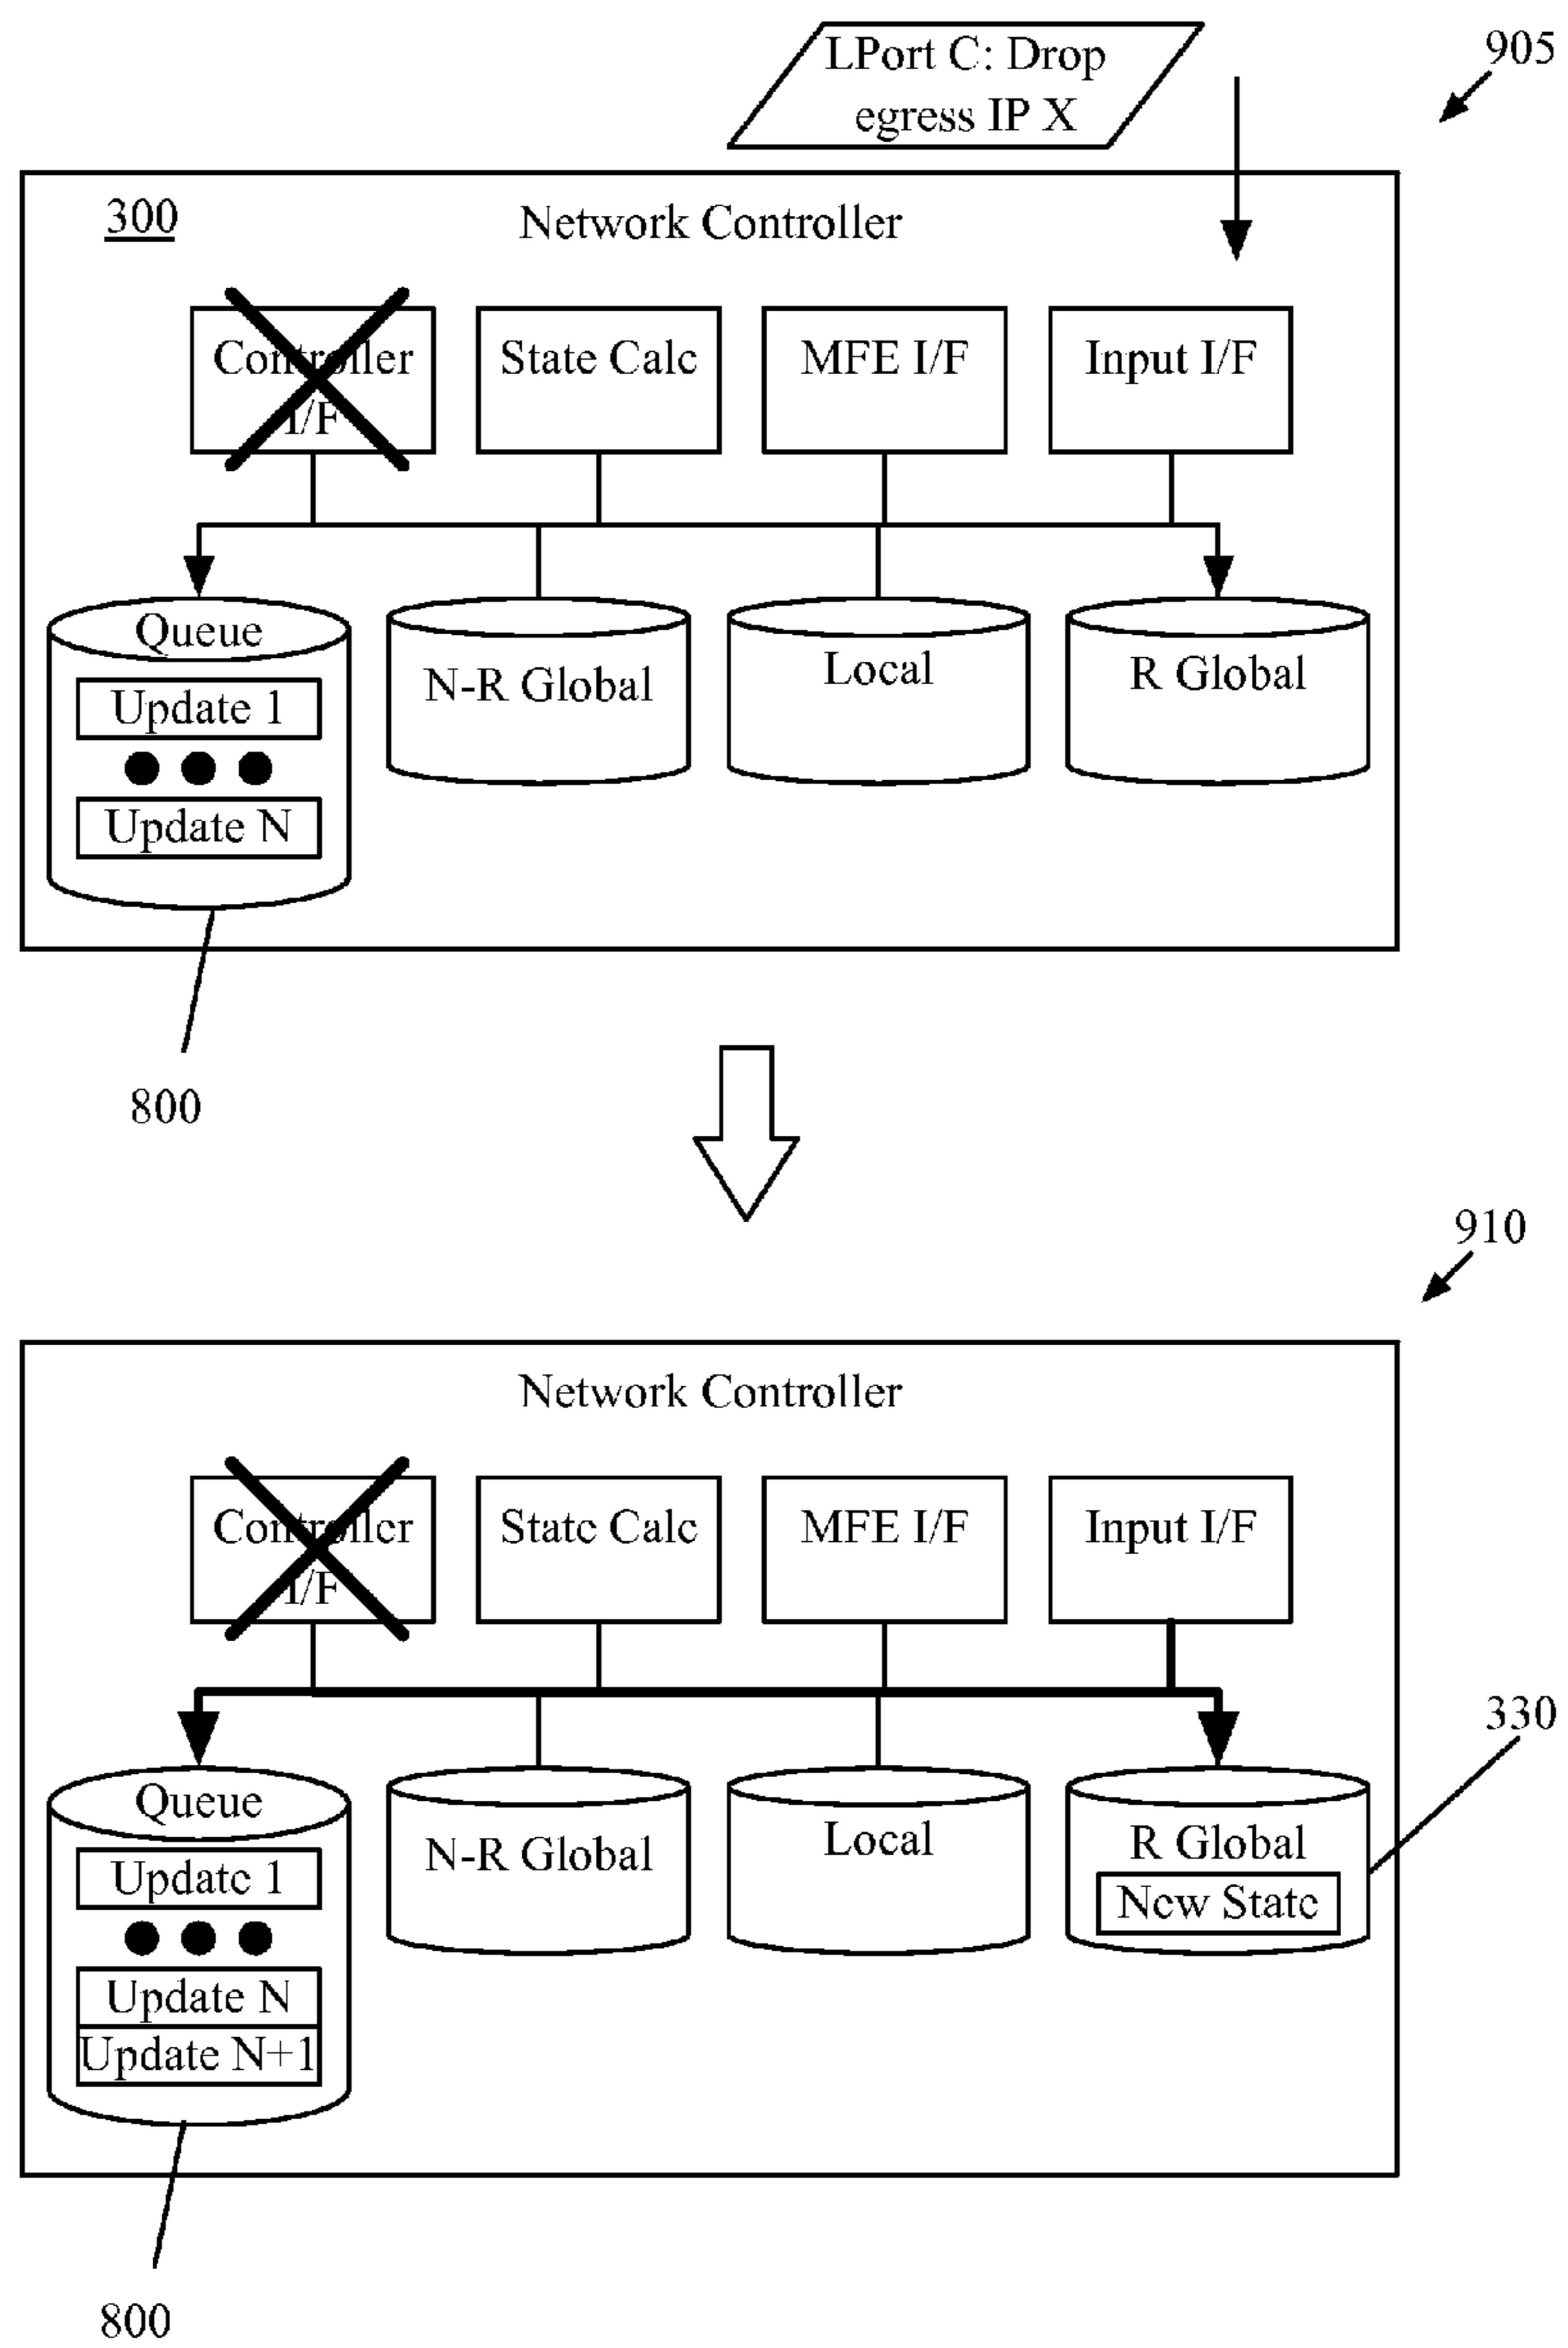 LPort C: Drop
egress IP X
905
300
Network Controller
Controller
I/F
State Calc
MFE I/F
Input I/F
Queue
Update 1
Update N
N-R Global
Local
R Global
800
910
Network Controller
Controller
I/F
State Calc
MFE I/F
Input I/F
330
Queue
Update 1
Update N
Update N+1
N-R Global
Local
R Global
New State
800